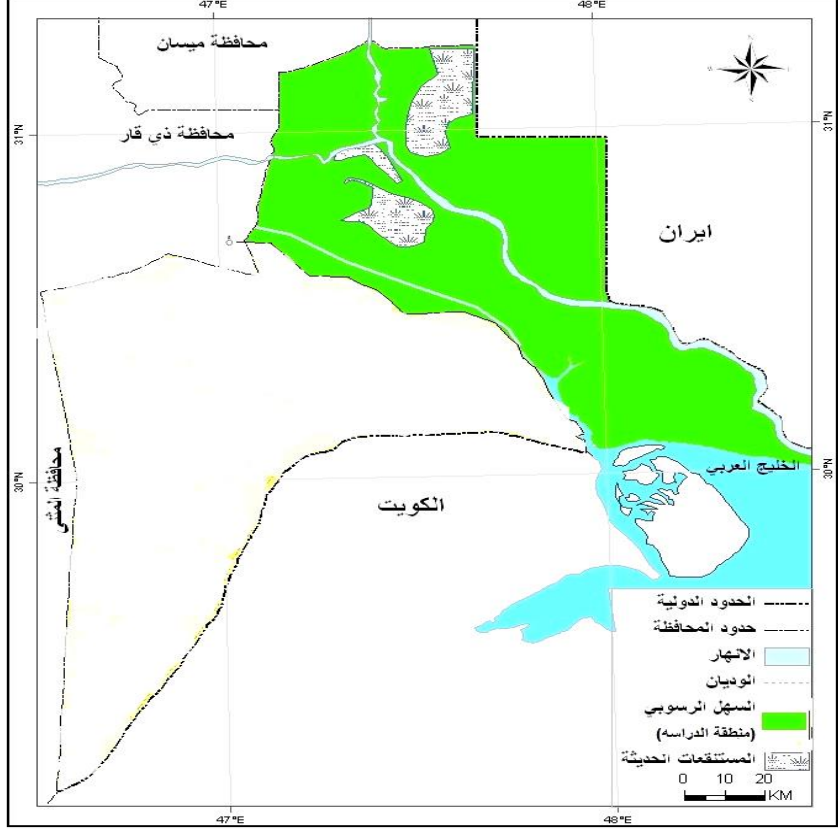 47°E
48°E
محافظة ميسان
31°N
31°N
محافظة ذي قار
ايران
الخليج العربي
30°N
30°N
محافظة المثنى
الكويت
الحدود الدولية
حدود المحافظة
الانهار
الوديان
السهل الرسوبي
(منطقة الدراسه)
المستنقعات الحديثة
0 10 20
KM
47°E
48°E